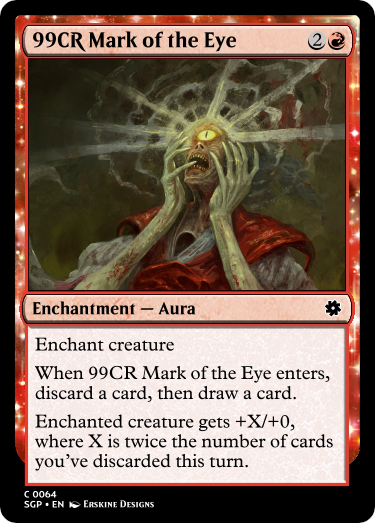 99CR Mark of the Eye 2
Enchantment — Aura
Enchant creature
When 99CR Mark of the Eye enters,
discard a card, then draw a card.
Enchanted creature gets +X/+0,
where X is twice the number of cards
you've discarded this turn.
C 0064
SGP • EN Erskine Designs